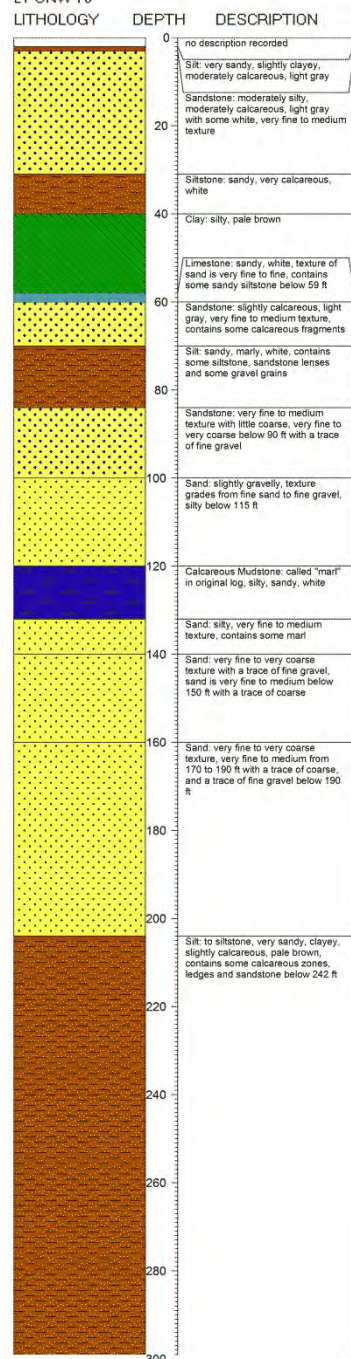 LITHOLOGY DEPTH DESCRIPTION
0
no description recorded
Silt: very sandy, slightly clayey,
moderately calcareous, light gray
Sandstone: moderately silty,
moderately calcareous, light gray
with some white, very fine to medium
texture
20
Siltstone: sandy, very calcareous,
white
40
Clay: silty, pale brown
Limestone: sandy, white, texture of
sand is very fine to fine, contains
some sandy siltstone below 59 ft
60
Sandstone: slightly calcareous, light
gray, very fine to medium texture,
contains some calcareous fragments
Silt: sandy, marly, white, contains
some siltstone, sandstone lenses
and some gravel grains
80
Sandstone: very fine to medium
texture with little coarse, very fine to
very coarse below 90 ft with a trace
of fine gravel
100
Sand: slightly gravelly, texture
grades from fine sand to fine gravel,
silty below 115 ft
120
Calcareous Mudstone: called "marl"
in original log, silty, sandy, white
Sand: silty, very fine to medium
texture, contains some marl
140
Sand: very fine to very coarse
texture with a trace of fine gravel,
sand is very fine to medium below
150 ft with a trace of coarse
160
Sand: very fine to very coarse
texture, very fine to medium from
170 to 190 ft with a trace of coarse,
and a trace of fine gravel below 190
ft
180
200
Silt: to siltstone, very sandy, clayey,
slightly calcareous, pale brown,
contains some calcareous zones,
ledges and sandstone below 242 ft
220
240
260
280
300